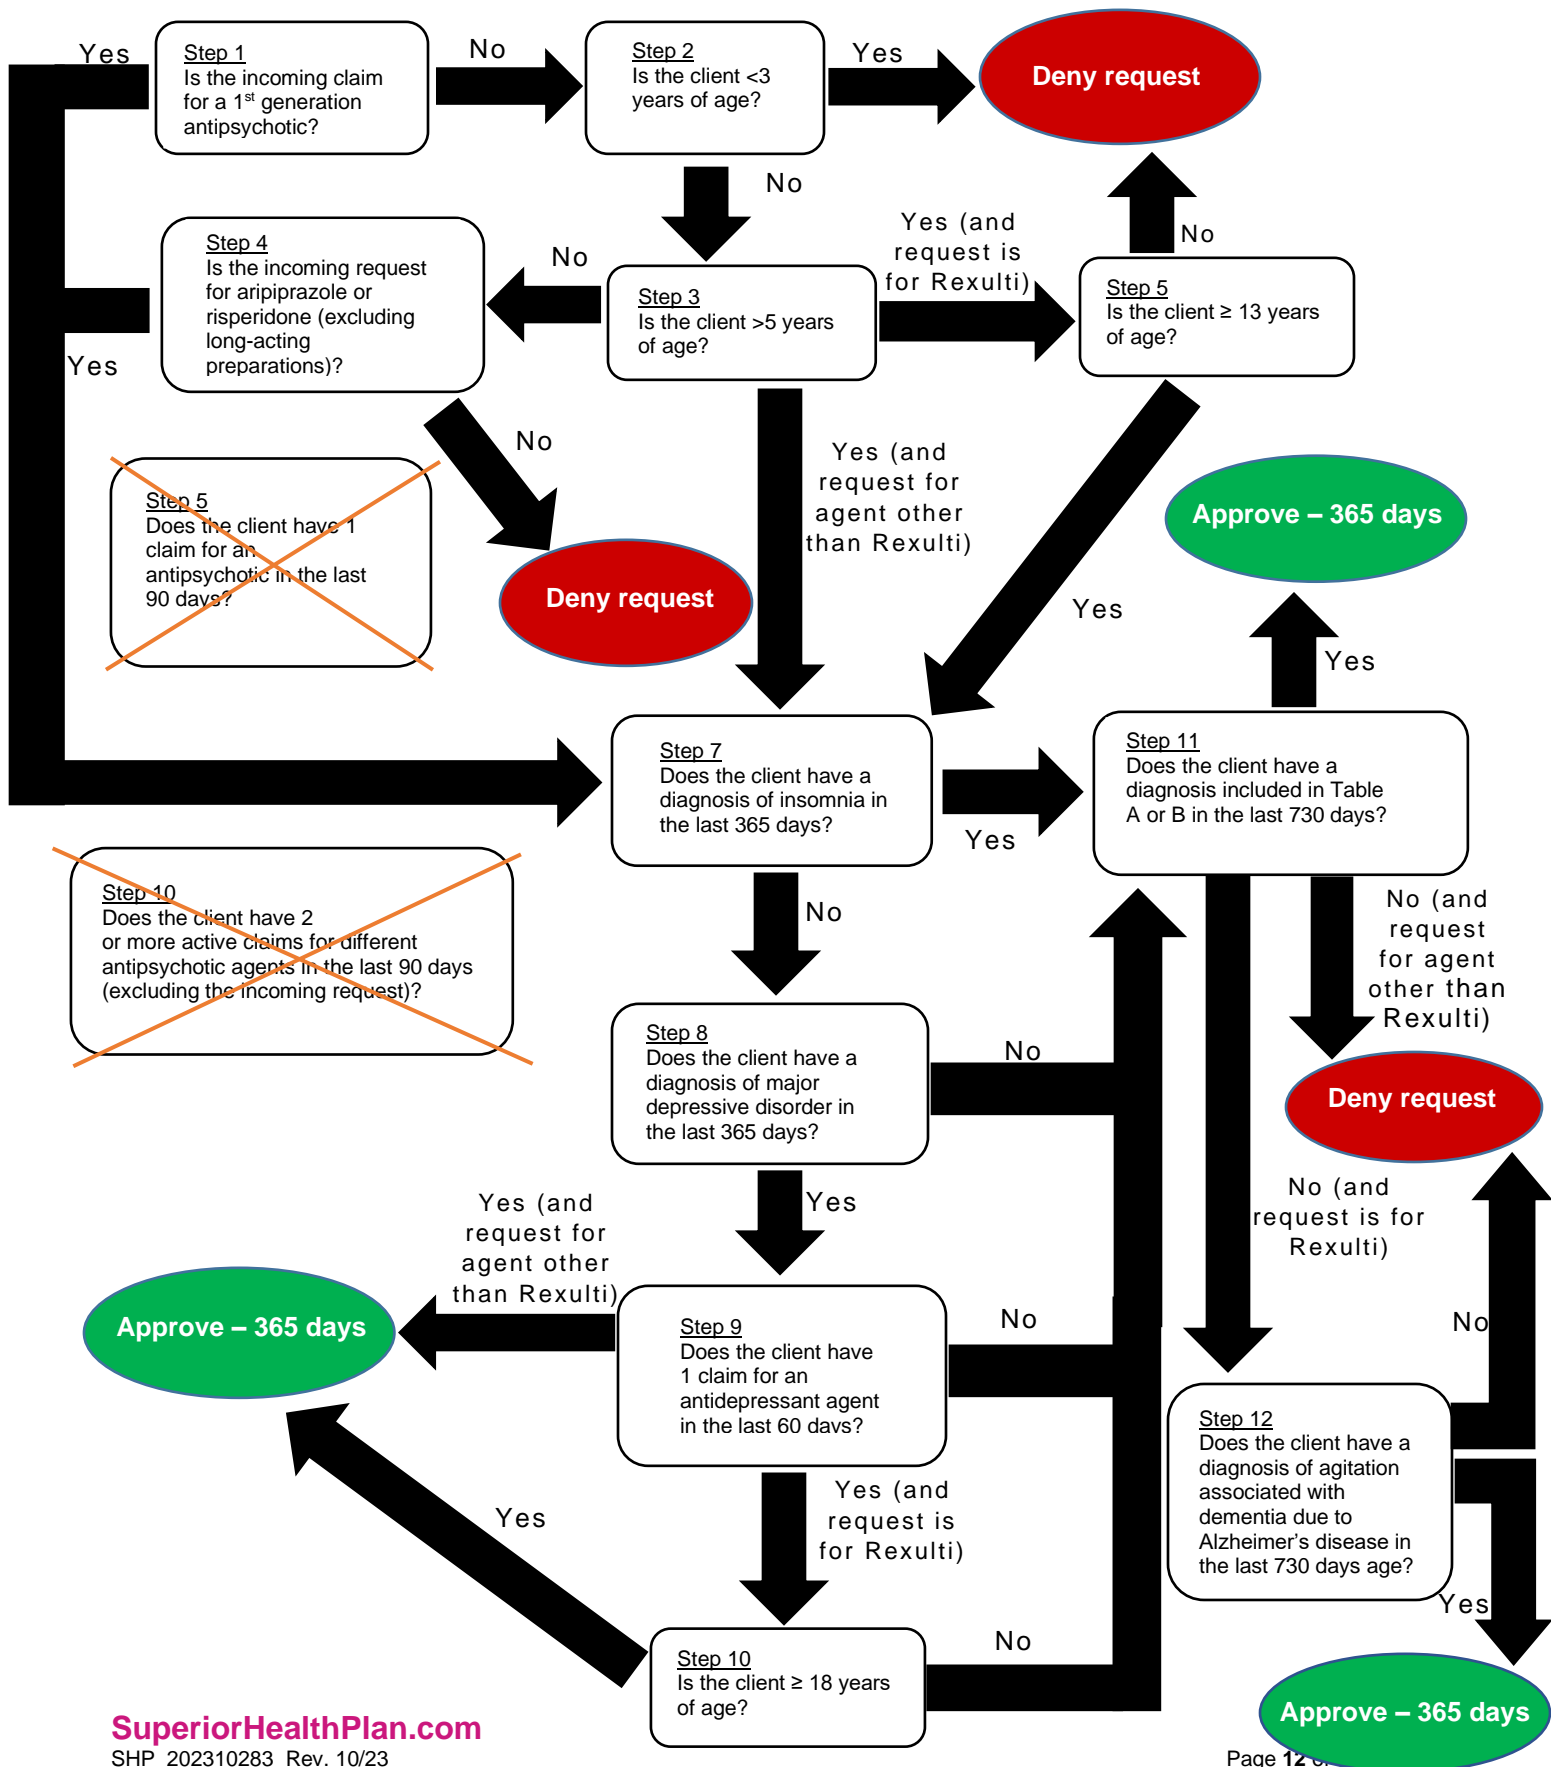 Yes
Step 1
Is the incoming claim
for a 1st generation
antipsychotic?
No
Step 2
Is the client <3
years of age?
Yes
Deny request
No
Step 4
Is the incoming request
for aripiprazole or
risperidone (excluding
long-acting
preparations)?
Yes
No
Step 3
Is the client >5 years
of age?
Yes (and
request is
for Rexulti)
No
Step 5
Is the client ≥ 13 years
of age?
No
Yes (and
request for
agent other
than Rexulti)
Step 5
Does the client have 1
claim for an
antipsychotic in the last
90 days?
Deny request
Approve – 365 days
Yes
Yes
Step 7
Does the client have a
diagnosis of insomnia in
the last 365 days?
Yes
Step 11
Does the client have a
diagnosis included in Table
A or B in the last 730 days?
Step 10
Does the client have 2
or more active claims for different
antipsychotic agents in the last 90 days
(excluding the incoming request)?
No
No (and
request
for agent
other than
Rexulti)
Step 8
Does the client have a
diagnosis of major
depressive disorder in
the last 365 days?
No
Deny request
Yes (and
request for
agent other
than Rexulti)
Yes
No (and
request is for
Rexulti)
Approve – 365 days
Step 9
Does the client have
1 claim for an
antidepressant agent
in the last 60 days?
No
No
Step 12
Does the client have a
diagnosis of agitation
associated with
dementia due to
Alzheimer’s disease in
the last 730 days age?
Yes
Yes (and
request is
for Rexulti)
Yes
Step 10
Is the client ≥ 18 years
of age?
No
Approve – 365 days
SuperiorHealthPlan.com
SHP_202310283 Rev. 10/23
Page 12